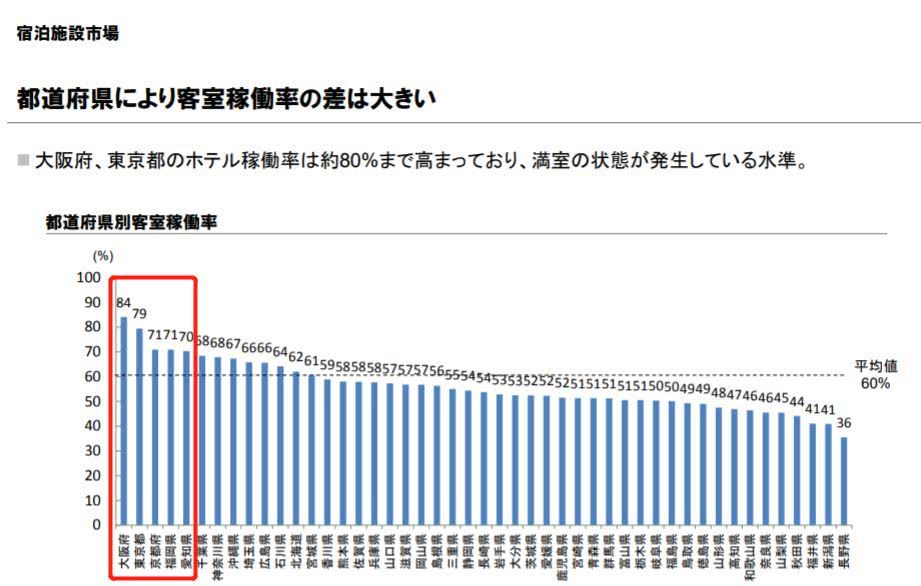 宿泊施設市場
都道府県により客室稼働率の差は大きい
大阪府、東京都のホテル稼働率は約80%まで高まっており、満室の状態が発生している水準。
都道府県別客室稼働率
(%)
100
90
80
70
60
50
40
30
20
10
0
84 79 71 71 70 68 68 67 66 66 64 62 61 59 58 58 58 57 57 57 56 55 54 54 53 53 52 52 52 51 51 51 51 51 50 50 49 49 48 47 46 46 45 44 41 41 36
平均値
60%
大阪府 東京都 京都府 福岡県 愛知県 千葉県 神奈川県 沖縄県 埼玉県 広島県 石川県 北海道 宮城県 香川県 熊本県 佐賀県 兵庫県 山口県 滋賀県 岡山県 島根県 三重県 静岡県 長崎県 岩手県 大分県 茨城県 愛媛県 鹿児島県 宮崎県 青森県 群馬県 富山県 栃木県 岐阜県 福島県 鳥取県 徳島県 山形県 高知県 和歌山県 奈良県 山梨県 秋田県 福井県 新潟県 長野県